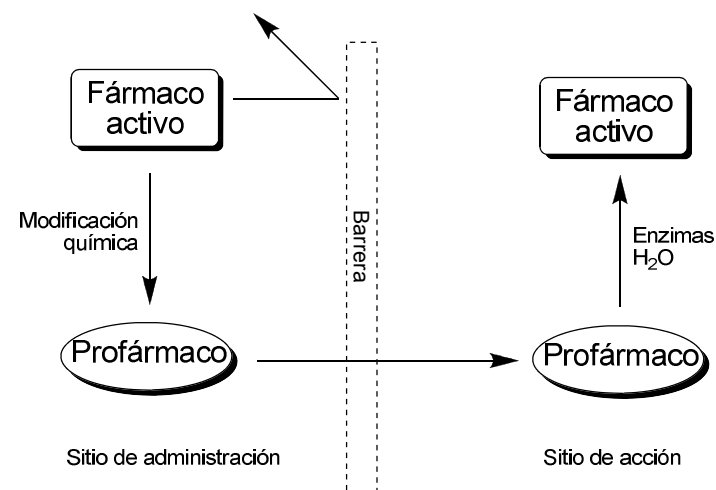 Fármaco
activo
Fármaco
activo
Modificación
química
Barrera
Enzimas
H₂O
Profármaco
Profármaco
Sitio de administración
Sitio de acción